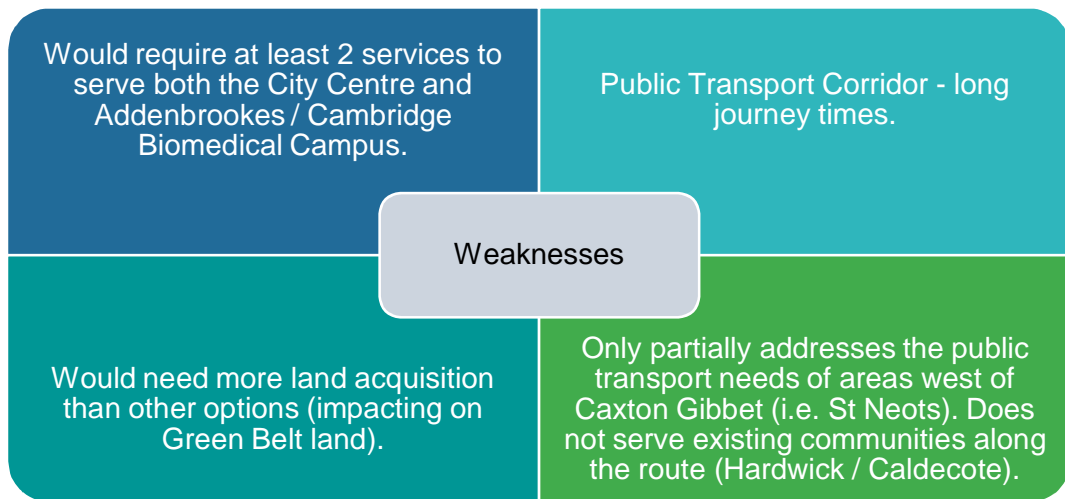 Would require at least 2 services to
serve both the City Centre and
Addenbrookes / Cambridge
Biomedical Campus.
Public Transport Corridor - long
journey times.
Weaknesses
Would need more land acquisition
than other options (impacting on
Green Belt land).
Only partially addresses the public
transport needs of areas west of
Caxton Gibbet (i.e. St Neots). Does
not serve existing communities along
the route (Hardwick / Caldecote).